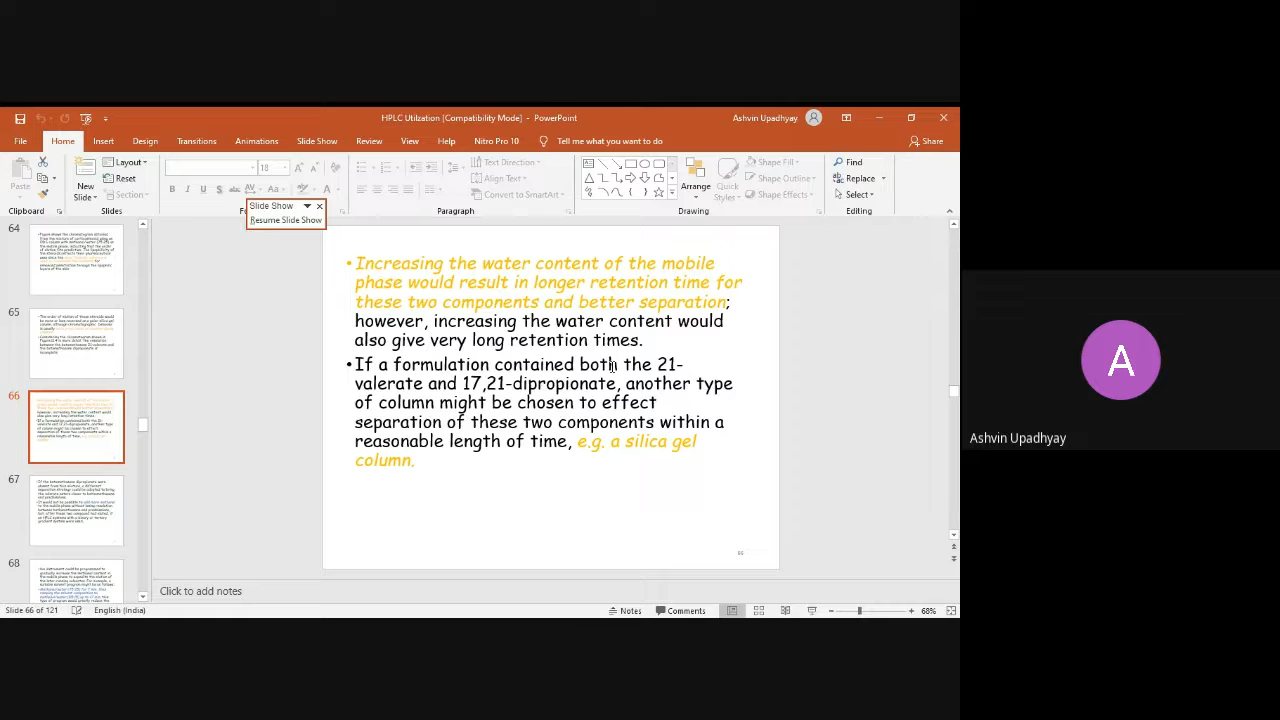 HPLC Utilzation [Compatibility Mode] - PowerPoint
Ashvin Upadhyay
File Home Insert Design Transitions Animations Slide Show Review View Help Nitro PRO 10 Tell me what you want to do
Share
Paste
New
Slide
Layout
Reset
Section
18
Text Direction
Align Text
Convert to SmartArt
Arrange
Quick
Styles
Shape Fill
Shape Outline
Shape Effects
Find
Replace
Select
Clipboard
Slides
Paragraph
Drawing
Editing
Slide Show
Resume Slide Show
64
65
66
67
68
• Increasing the water content of the mobile
phase would result in longer retention time for
these two components and better separation;
however, increasing the water content would
also give very long retention times.
• If a formulation contained both the 21-
valerate and 17,21-dipropionate, another type
of column might be chosen to effect
separation of these two components within a
reasonable length of time, e.g. a silica gel
column.
66
Click to add notes
Slide 66 of 121
English (India)
Notes
Comments
68%
A
Ashvin Upadhyay